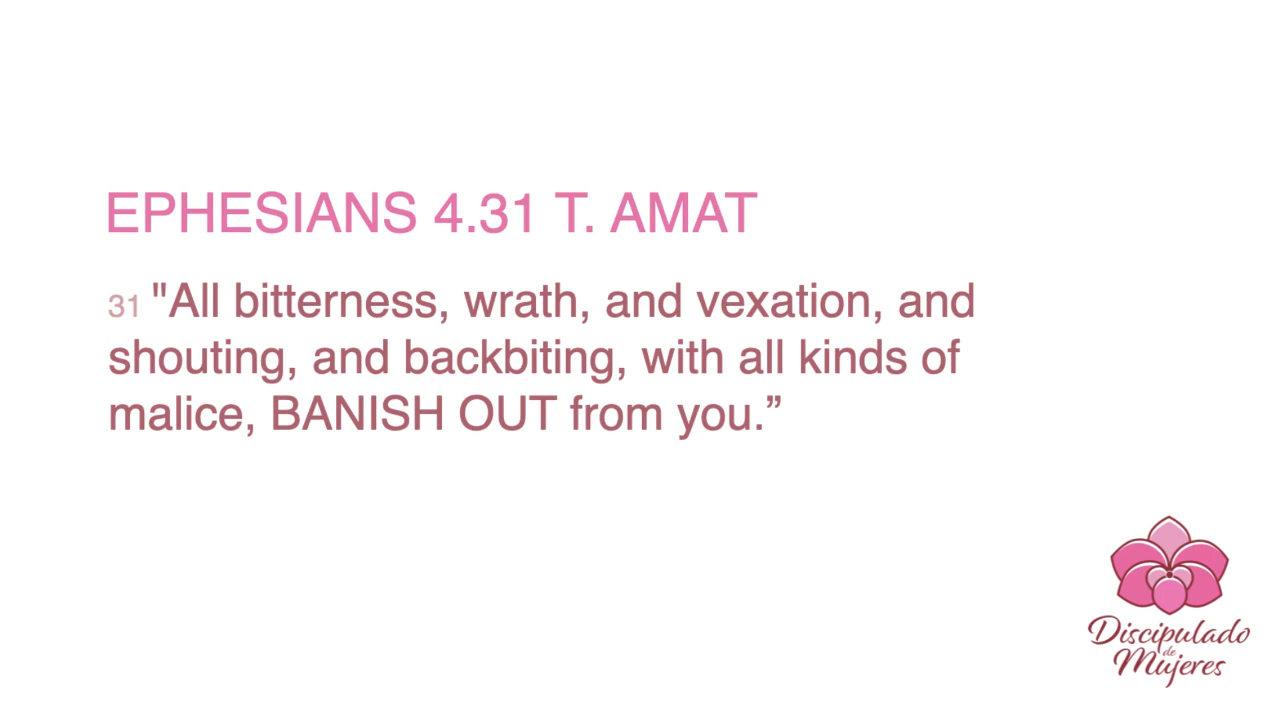 EPHESIANS 4.31 T. AMAT
31 "All bitterness, wrath, and vexation, and
shouting, and backbiting, with all kinds of
malice, BANISH OUT from you.”
Discipulado
de
Mujeres